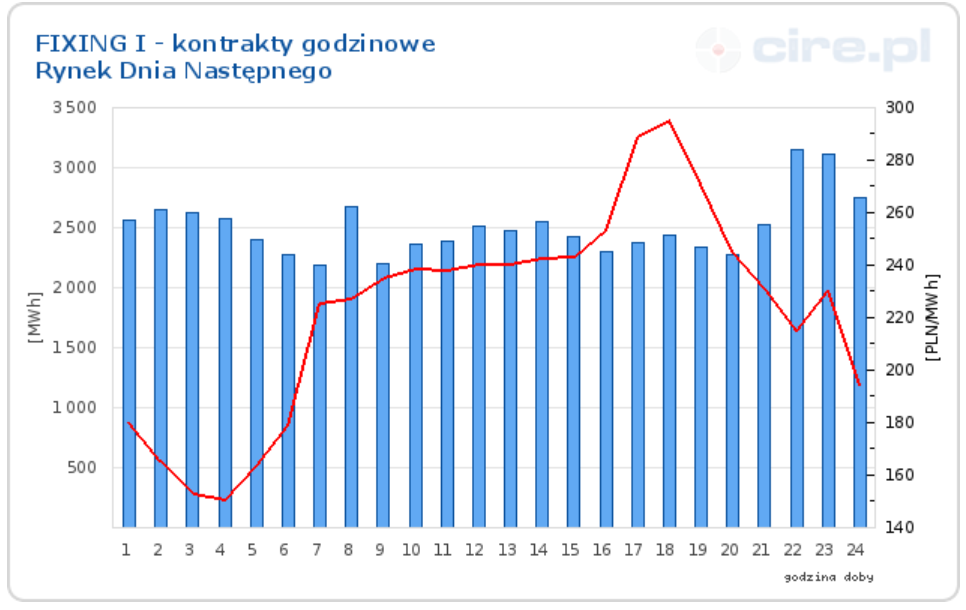 FIXING I - kontrakty godzinowe
Rynek Dnia Następnego
cire.pl
3 500
3 000
2 500
2 000
1 500
1 000
500
[MWh]
300
280
260
240
220
200
180
160
140
[PLN/MWh]
1 2 3 4 5 6 7 8 9 10 11 12 13 14 15 16 17 18 19 20 21 22 23 24
godzina doby